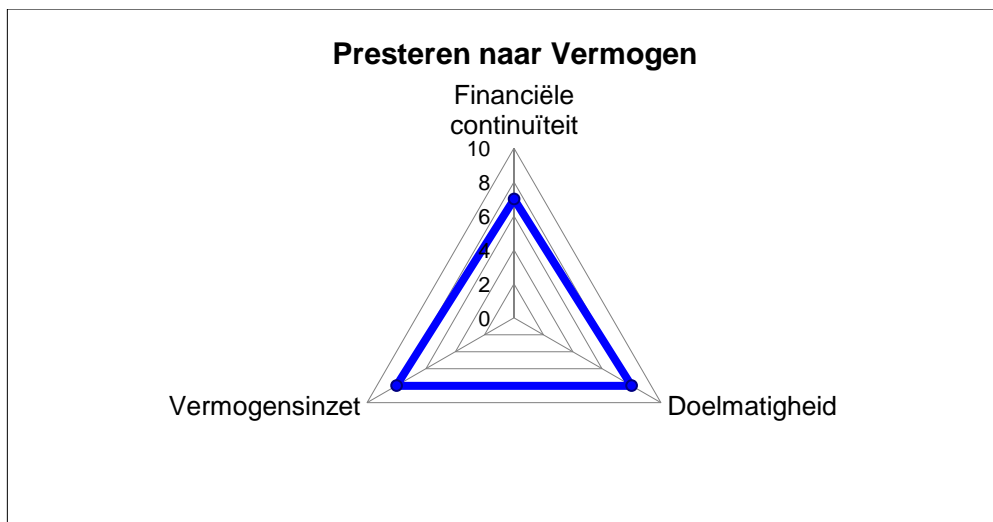 Presteren naar Vermogen
Financiële
continuïteit
10
8
6
4
2
0
Vermogensinzet
Doelmatigheid